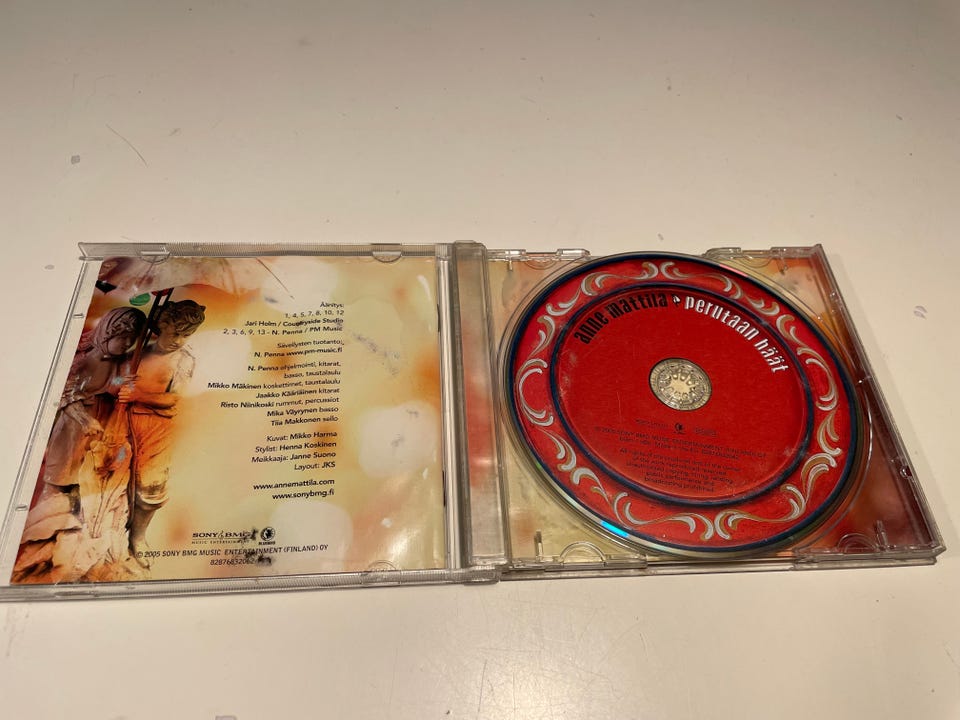 Äänitys:
1, 4, 5, 7, 8, 10, 12
Jari Helm / Countryside Studio
2, 3, 6, 9, 13 - N. Penna / PM Music
Sävellysten tuotanto:
N. Penna www.pm-music.fi
N. Penna ohjelmointi, kitarat,
basso, taustalaulu
Mikko Mäkinen koskettimet, taustalaulu
Jaakko Kääriäinen kitarat
Risto Niinikoski rummut, percussiot
Mika Väyrynen basso
Tiia Makkonen sello
Kuvat: Mikko Harma
Stylist: Henna Koskinen
Meikkaaja: Janne Suono
Layout: JKS
www.annemattila.com
www.sonybmg.fi
SONY BMG
MUSIC ENTERTAINMENT
© 2005 SONY BMG MUSIC ENTERTAINMENT (FINLAND) OY
82876832062
anne mattila • perutaan häät